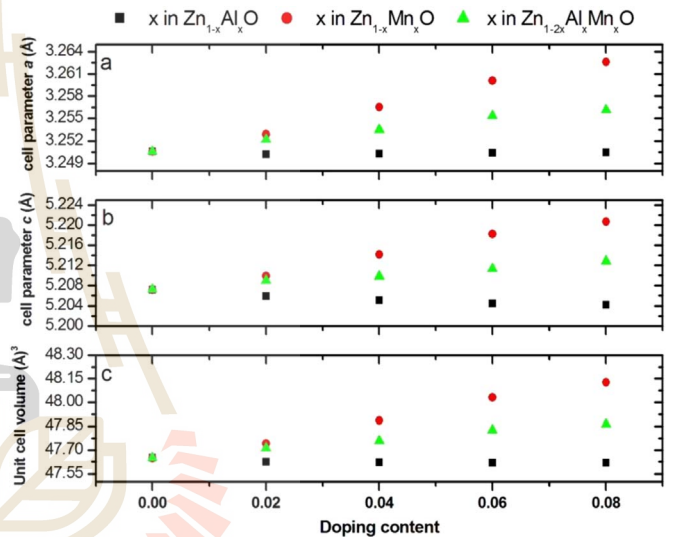 x in Zn1-xAlxO x in Zn1-xMnxO x in Zn1-2xAlxMnxO
cell parameter a (Å)
3.264
3.261
3.258
3.255
3.252
3.249
a
cell parameter c (Å)
5.224
5.220
5.216
5.212
5.208
5.204
5.200
b
Unit cell volume (Å)³
48.30
48.15
48.00
47.85
47.70
47.55
c
0.00 0.02 0.04 0.06 0.08
Doping content